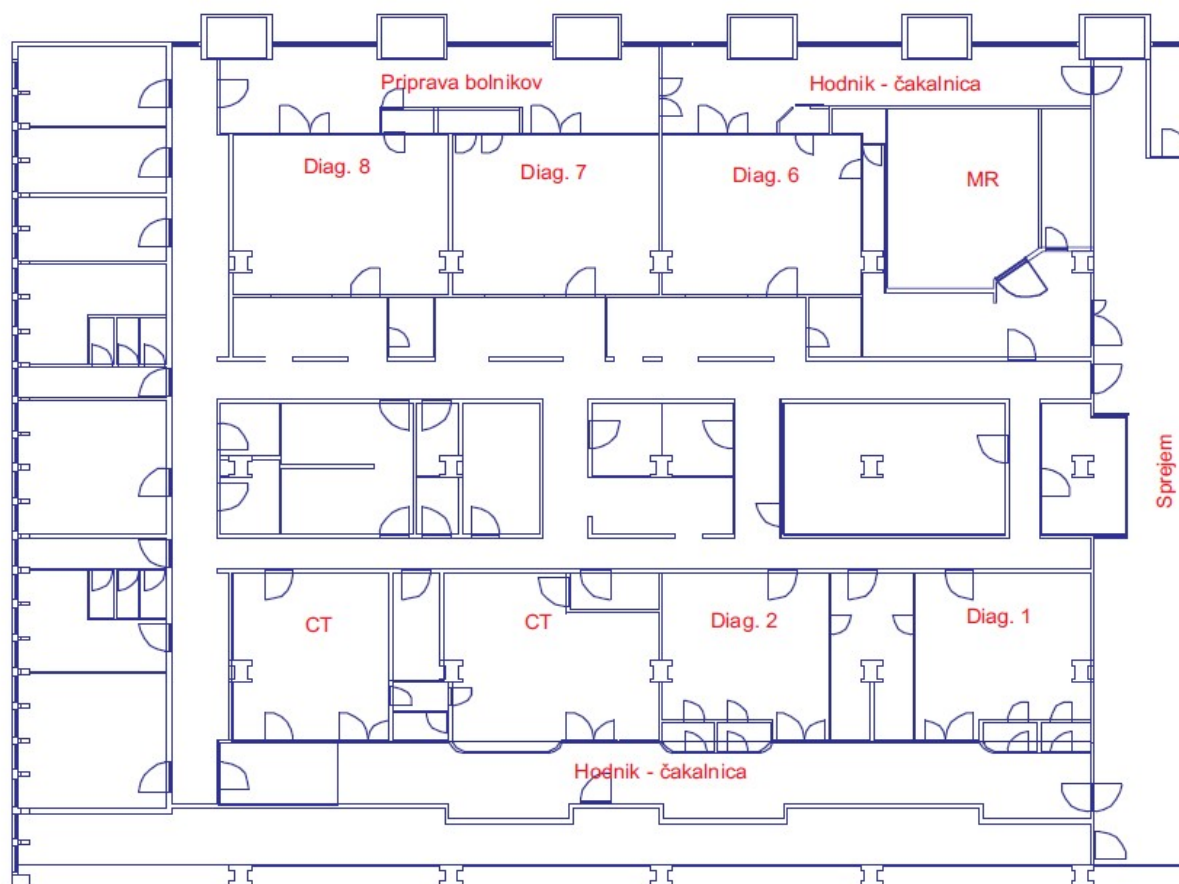 Priprava bolnikov
Hodnik - čakalnica
Diag. 8
Diag. 7
Diag. 6
MR
Sprejem
CT
CT
Diag. 2
Diag. 1
Hodnik - čakalnica